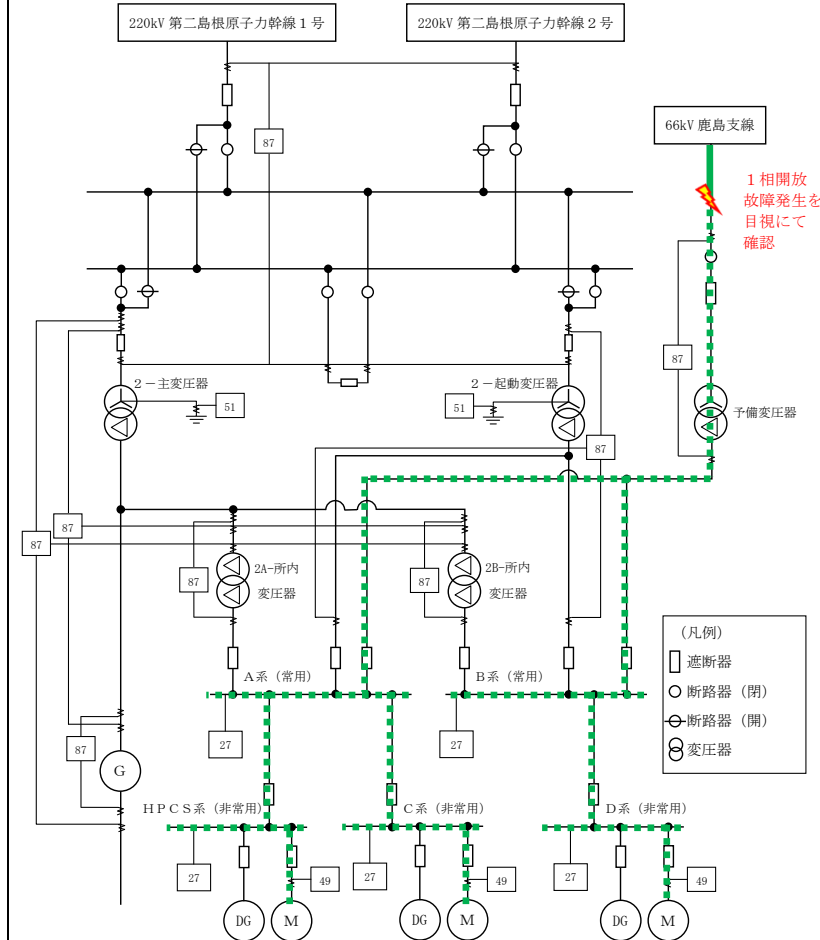 220kV 第二島根原子力幹線1号
220kV 第二島根原子力幹線2号
66kV 鹿島支線
87
1相開放
故障発生を
目視にて
確認
87
2-主変圧器
51
2-起動変圧器
51
予備変圧器
87
87
87
87
2A-所内
変圧器
87
2B-所内
変圧器
(凡例)
遮断器
断路器(閉)
断路器(開)
変圧器
A系(常用)
B系(常用)
27
27
87
G
HPCS系(非常用)
C系(非常用)
D系(非常用)
27
49
27
49
27
49
DG
M
DG
M
DG
M